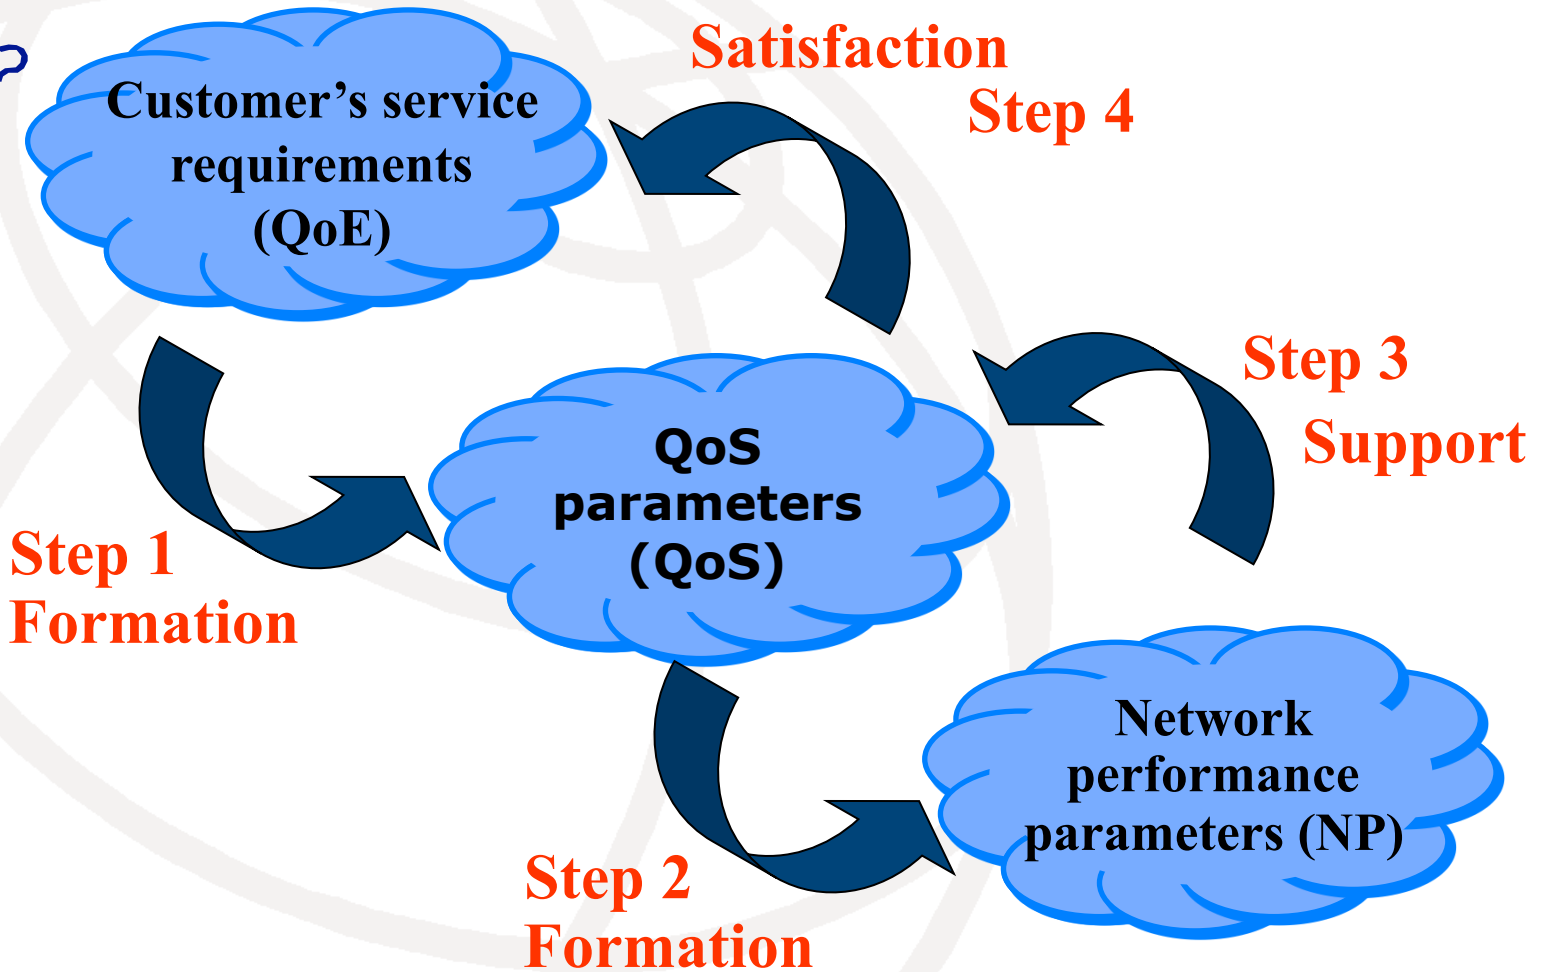 Satisfaction
Step 4
Customer’s service
requirements
(QoE)
Step 3
Support
QoS
parameters
(QoS)
Step 1
Formation
Network
performance
parameters (NP)
Step 2
Formation